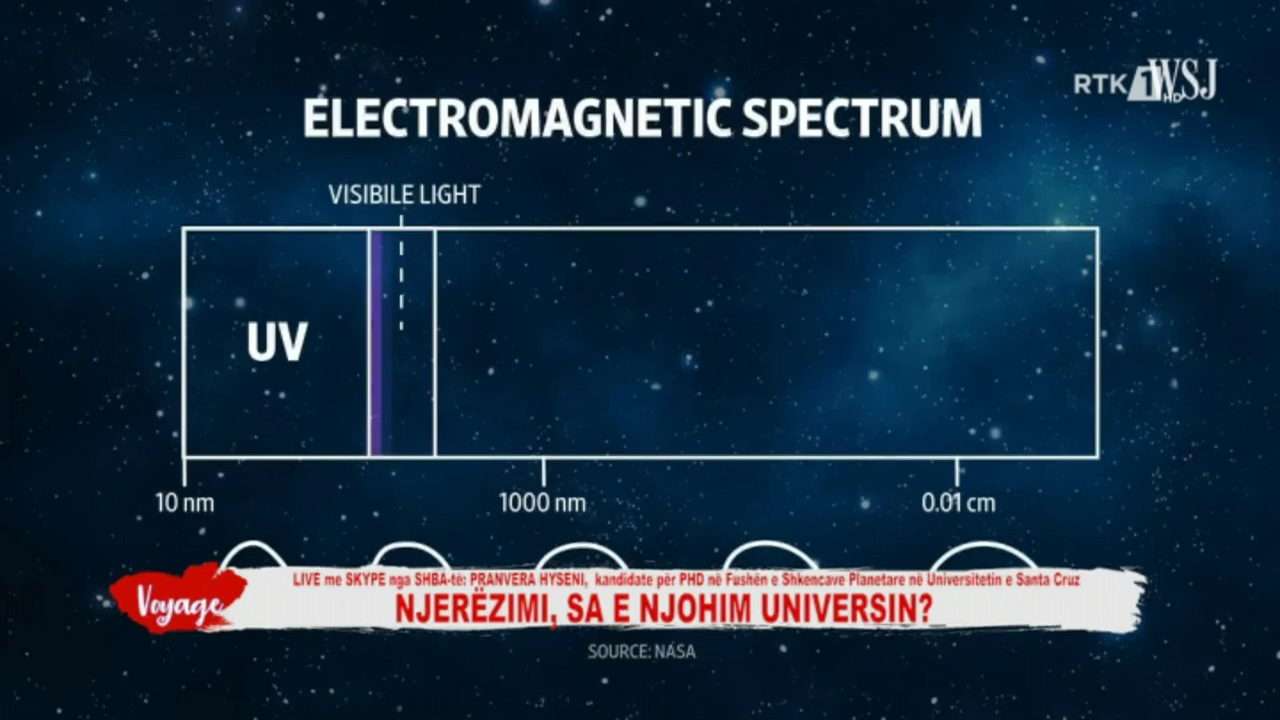 RTK 1 HD WSJ
ELECTROMAGNETIC SPECTRUM
VISIBILE LIGHT
UV
10 nm
1000 nm
0.01 cm
LIVE me SKYPE nga SHBA-të: PRANVERA HYSENI, kandidate për PHD në Fushën e Shkencave Planetare në Universitetin e Santa Cruz
Voyage
NJERËZIMI, SA E NJOHIM UNIVERSIN?
SOURCE: NASA